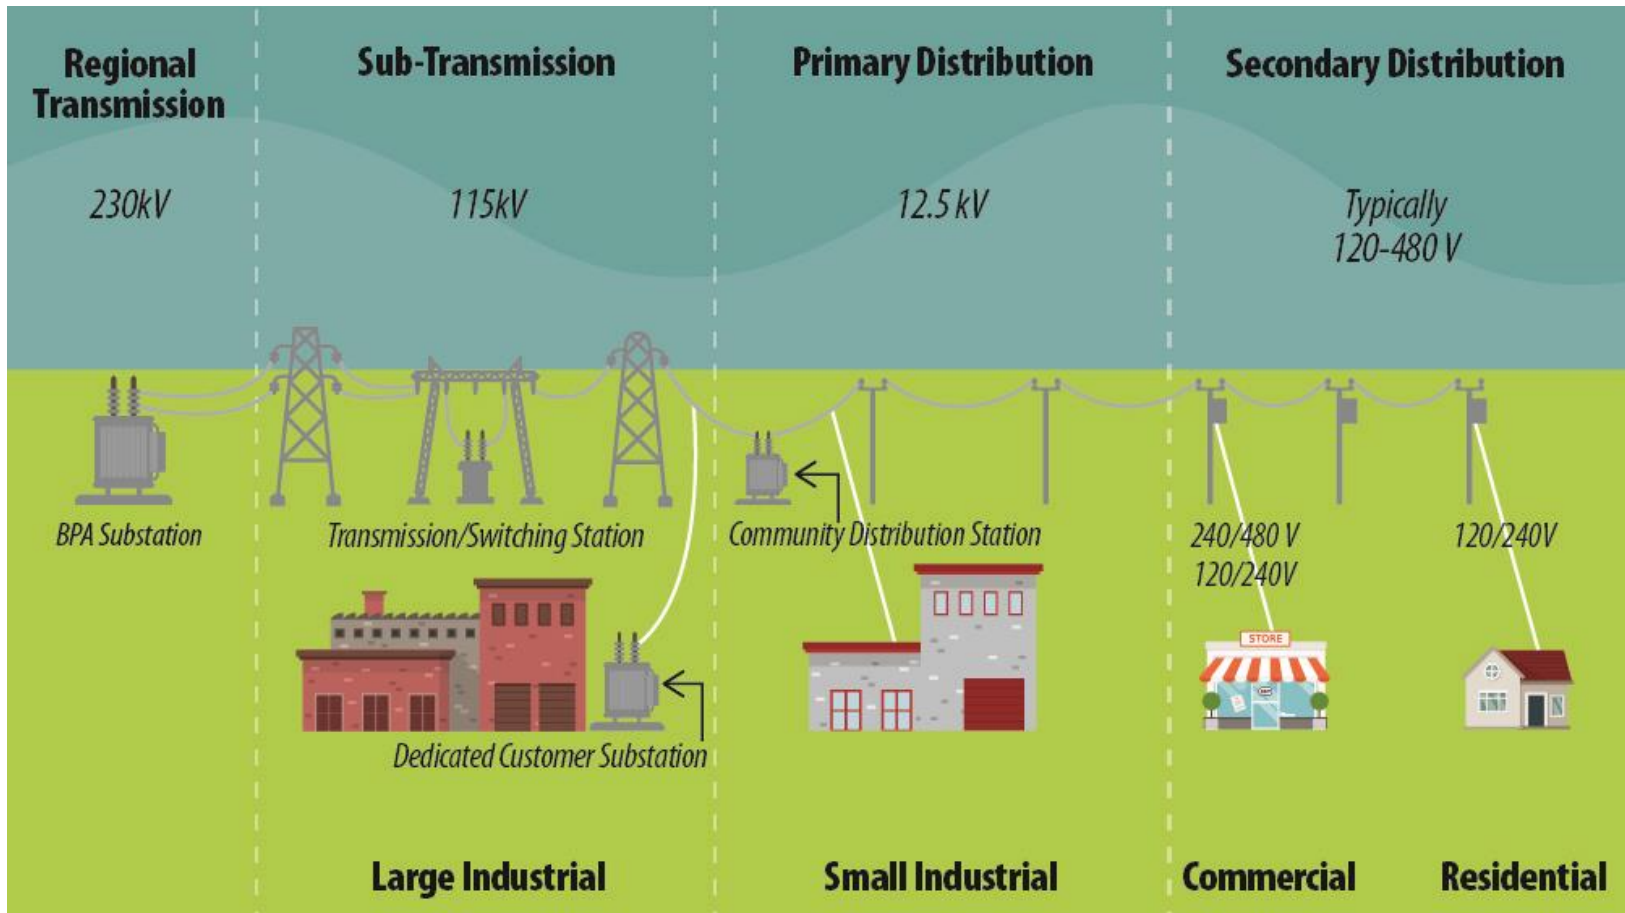 Regional
Transmission
Sub-Transmission
Primary Distribution
Secondary Distribution
230kV
115kV
12.5 kV
Typically
120-480 V
BPA Substation
Transmission/Switching Station
Community Distribution Station
240/480 V
120/240V
120/240V
STORE
Dedicated Customer Substation
Large Industrial
Small Industrial
Commercial
Residential